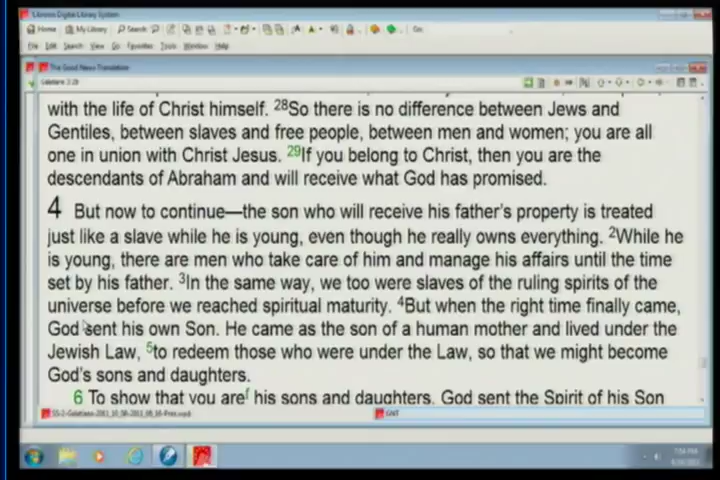 Libronix Digital Library System
Home My Library Search Go:
File Edit Search View Go Favorites Tools Window Help
The Good News Translation
Galatians 3:29
with the life of Christ himself. 28So there is no difference between Jews and
Gentiles, between slaves and free people, between men and women; you are all
one in union with Christ Jesus. 29If you belong to Christ, then you are the
descendants of Abraham and will receive what God has promised.
4 But now to continue—the son who will receive his father's property is treated
just like a slave while he is young, even though he really owns everything. 2While he
is young, there are men who take care of him and manage his affairs until the time
set by his father. 3In the same way, we too were slaves of the ruling spirits of the
universe before we reached spiritual maturity. 4But when the right time finally came,
God sent his own Son. He came as the son of a human mother and lived under the
Jewish Law, 5to redeem those who were under the Law, so that we might become
God's sons and daughters.
6 To show that you are f his sons and daughters, God sent the Spirit of his Son
GNT